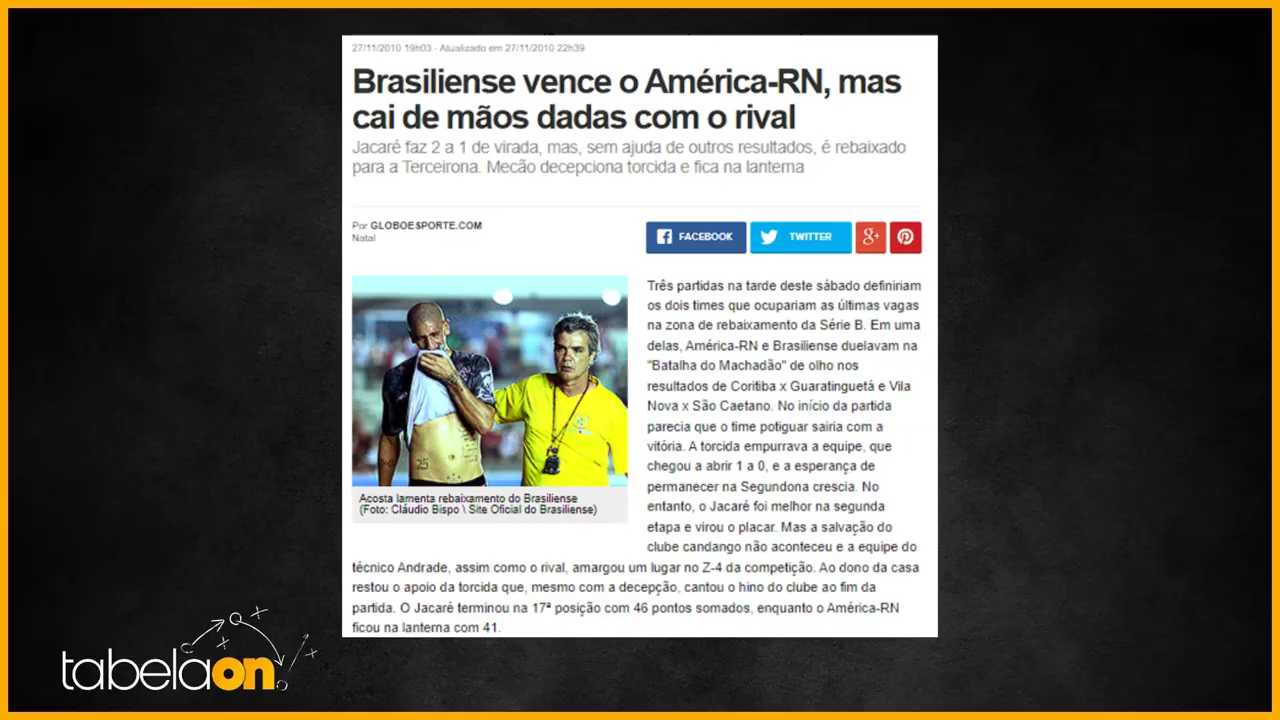 27/11/2010 19h03 - Atualizado em 27/11/2010 22h39
Brasiliense vence o América-RN, mas
cai de mãos dadas com o rival
Jacaré faz 2 a 1 de virada, mas, sem ajuda de outros resultados, é rebaixado
para a Terceirona. Mecão decepciona torcida e fica na lanterna
Por GLOBOESPORTE.COM
Natal
FACEBOOK
TWITTER
g+
Acosta lamenta rebaixamento do Brasiliense
(Foto: Cláudio Bispo \ Site Oficial do Brasiliense)
25
Três partidas na tarde deste sábado definiriam
os dois times que ocupariam as últimas vagas
na zona de rebaixamento da Série B. Em uma
delas, América-RN e Brasiliense duelavam na
"Batalha do Machadão" de olho nos
resultados de Coritiba x Guaratinguetá e Vila
Nova x São Caetano. No início da partida
parecia que o time potiguar sairia com a
vitória. A torcida empurrava a equipe, que
chegou a abrir 1 a 0, e a esperança de
permanecer na Segundona crescia. No
entanto, o Jacaré foi melhor na segunda
etapa e virou o placar. Mas a salvação do
clube candango não aconteceu e a equipe do
técnico Andrade, assim como o rival, amargou um lugar no Z-4 da competição. Ao dono da casa
restou o apoio da torcida que, mesmo com a decepção, cantou o hino do clube ao fim da
partida. O Jacaré terminou na 17ª posição com 46 pontos somados, enquanto o América-RN
ficou na lanterna com 41.
tabelaon